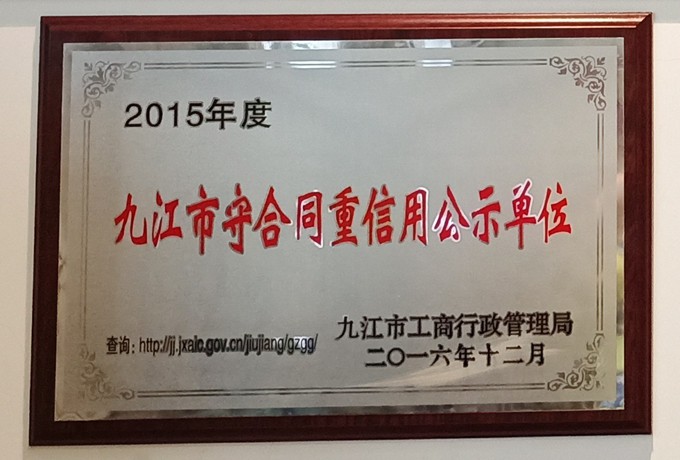 2015年度
九江市守合同重信用公示单位
查询：http://jj.jxaic.gov.cn/jiujiang/gzgg/
九江市工商行政管理局
二〇一六年十二月